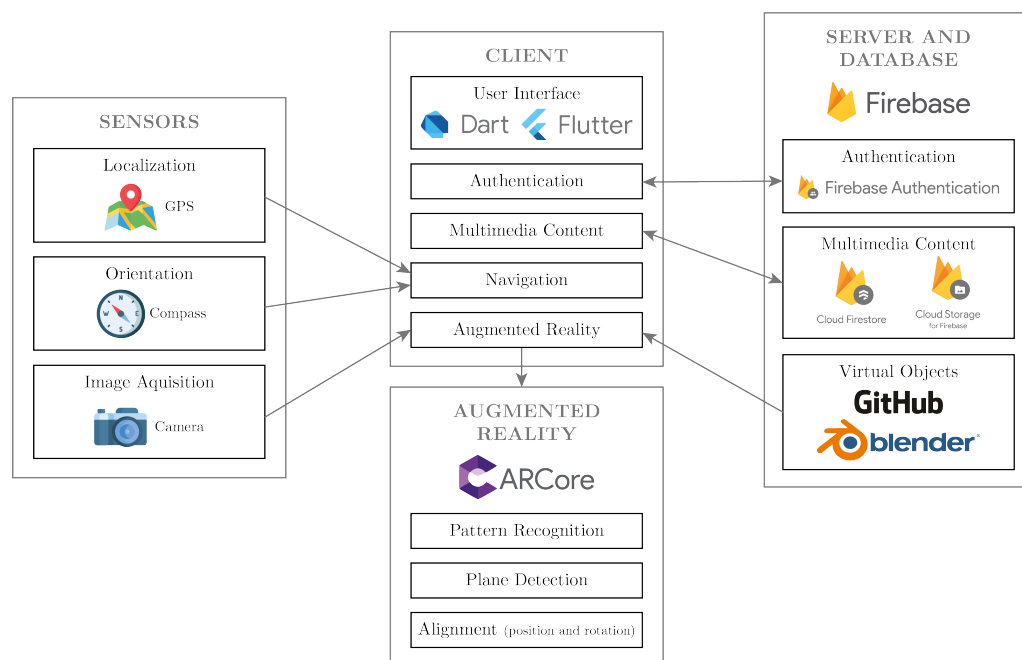 SENSORS
Localization
GPS
Orientation
N
W
E
S
Compass
Image Aquisition
Camera
CLIENT
User Interface
Dart
Flutter
Authentication
Multimedia Content
Navigation
Augmented Reality
AUGMENTED
REALITY
ARCore
Pattern Recognition
Plane Detection
Alignment (position and rotation)
SERVER AND
DATABASE
Firebase
Authentication
Firebase Authentication
Multimedia Content
Cloud Firestore
Cloud Storage
for Firebase
Virtual Objects
GitHub
blender